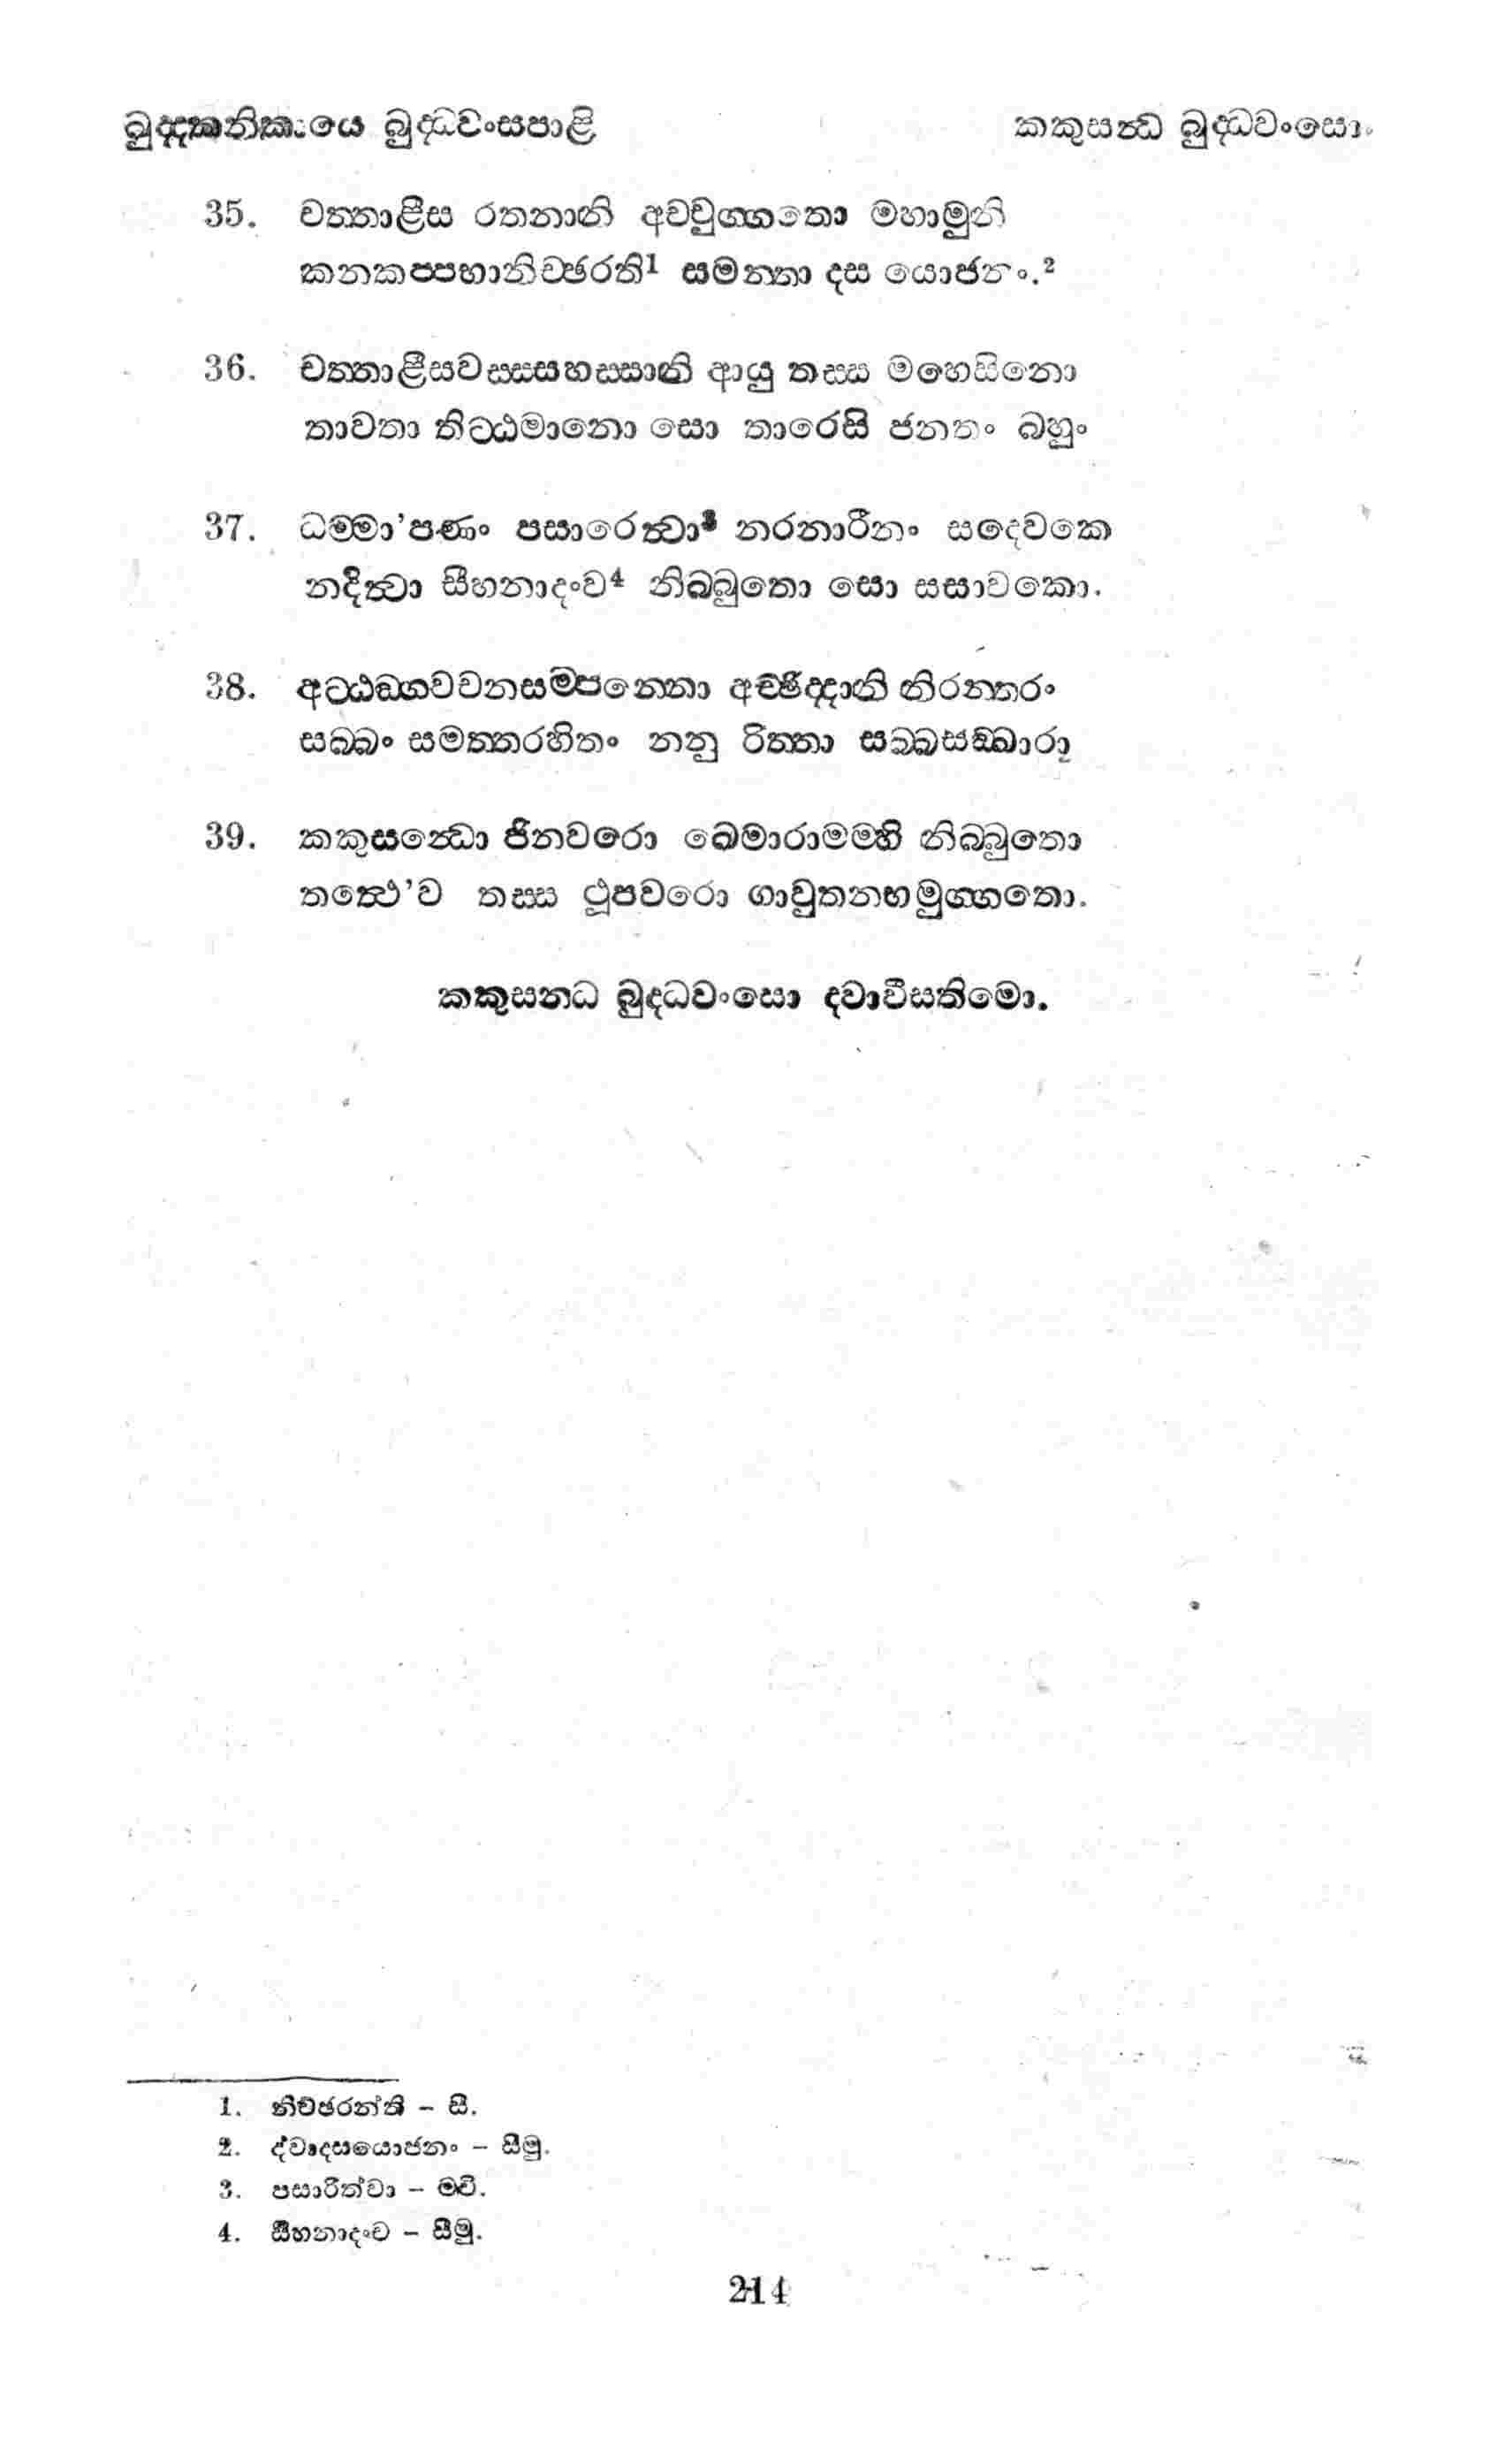 ඛුද්දකනිකායෙ බුද්ධවංසපාළි
කකුසන්ධ බුද්ධවංසො
35. චත්තාළීස රතනානි අච්චුග්ගතො මහාමුනි
කනකප්පභානිච්ඡරති1 සමන්තා දස යොජනං.2
36. චත්තාළීසවස්සසහස්සානි ආයු තස්ස මහෙසිනො
තාවතා තිට්ඨමානො සො තාරෙසි ජනතං බහුං
37. ධම්මා'පණං පසාරෙත්වා3 නරනාරීනං සදෙවකෙ
නදිත්වා සීහනාදංව4 නිබ්බුතො සො සසාවකො.
38. අට්ඨඞ්ගවචනසම්පන්නො අච්ඡිද්දානි නිරන්තරං
සබ්බං සමන්තරහිතං නනු රිත්තා සබ්බසඞ්ඛාරා
39. කකුසන්ධො ජිනවරො ඛෙමාරාමම්හි නිබ්බුතො
තත්ථෙ'ව තස්ස ථූපවරො ගාවුතනභමුග්ගතො.
කකුසන්ධ බුද්ධවංසො ද්වාවීසතිමො.
1. නිච්ඡරන්ති - සී.
2. ද්වාදසයොජනං - සීමු.
3. පසාරිත්වා - මවි.
4. සීහනාදංච - සීමු.
214